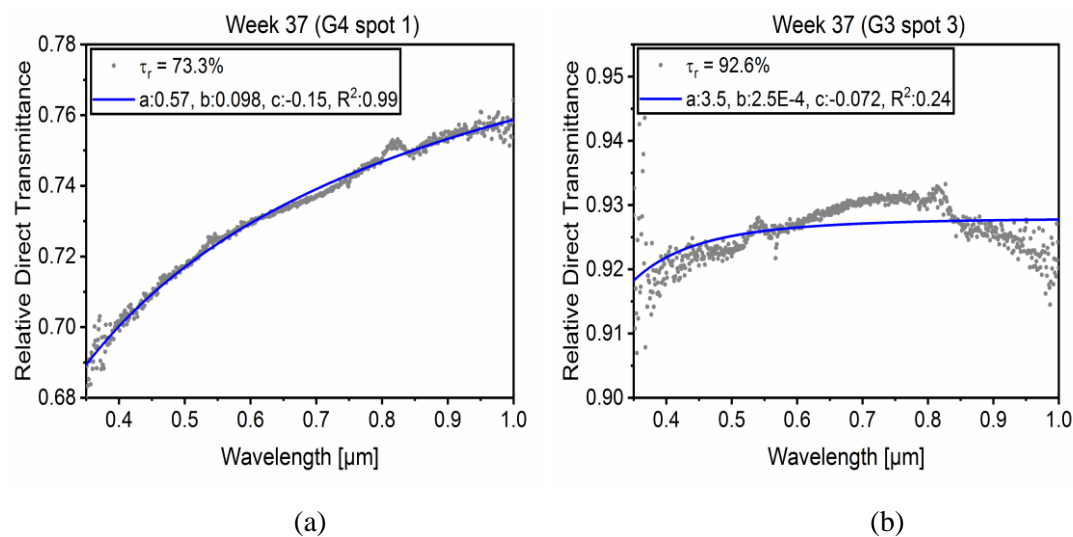 Week 37 (G4 spot 1)
τr = 73.3%
a:0.57, b:0.098, c:-0.15, R²:0.99
Relative Direct Transmittance
0.78
0.76
0.74
0.72
0.70
0.68
0.4 0.5 0.6 0.7 0.8 0.9 1.0
Wavelength [µm]
(a)
Week 37 (G3 spot 3)
τr = 92.6%
a:3.5, b:2.5E-4, c:-0.072, R²:0.24
Relative Direct Transmittance
0.95
0.94
0.93
0.92
0.91
0.90
0.4 0.5 0.6 0.7 0.8 0.9 1.0
Wavelength [µm]
(b)